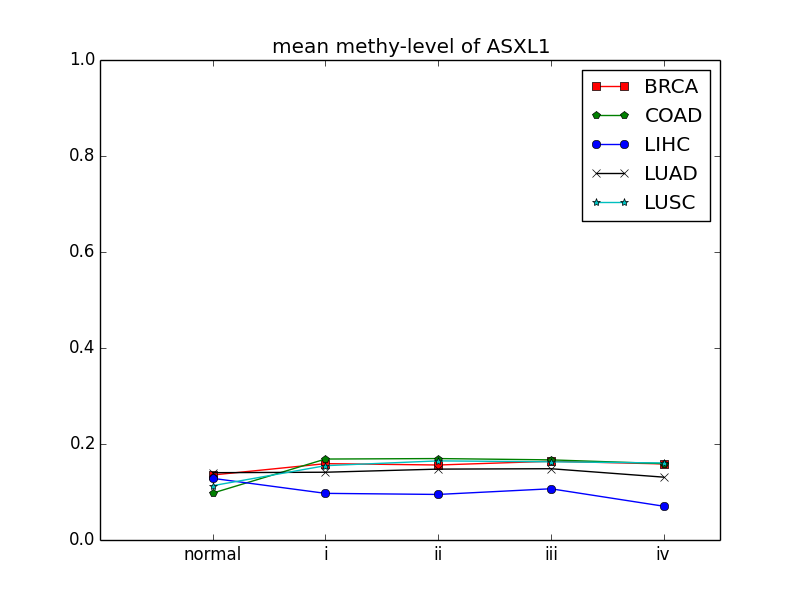 mean methy-level of ASXL1
1.0
0.8
0.6
0.4
0.2
0.0
BRCA
COAD
LIHC
LUAD
LUSC
normal i ii iii iv